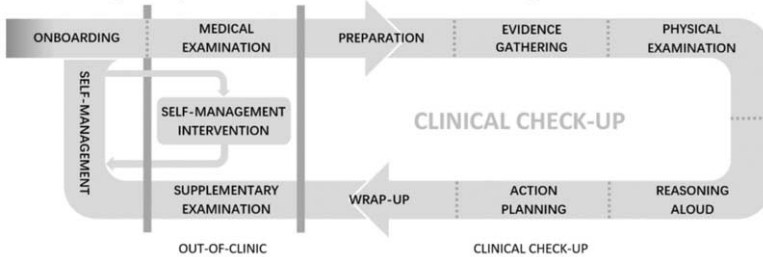 ONBOARDING
MEDICAL
EXAMINATION
PREPARATION
EVIDENCE
GATHERING
PHYSICAL
EXAMINATION
SELF-MANAGEMENT
SELF-MANAGEMENT
INTERVENTION
CLINICAL CHECK-UP
SUPPLEMENTARY
EXAMINATION
WRAP-UP
ACTION
PLANNING
REASONING
ALOUD
OUT-OF-CLINIC
CLINICAL CHECK-UP